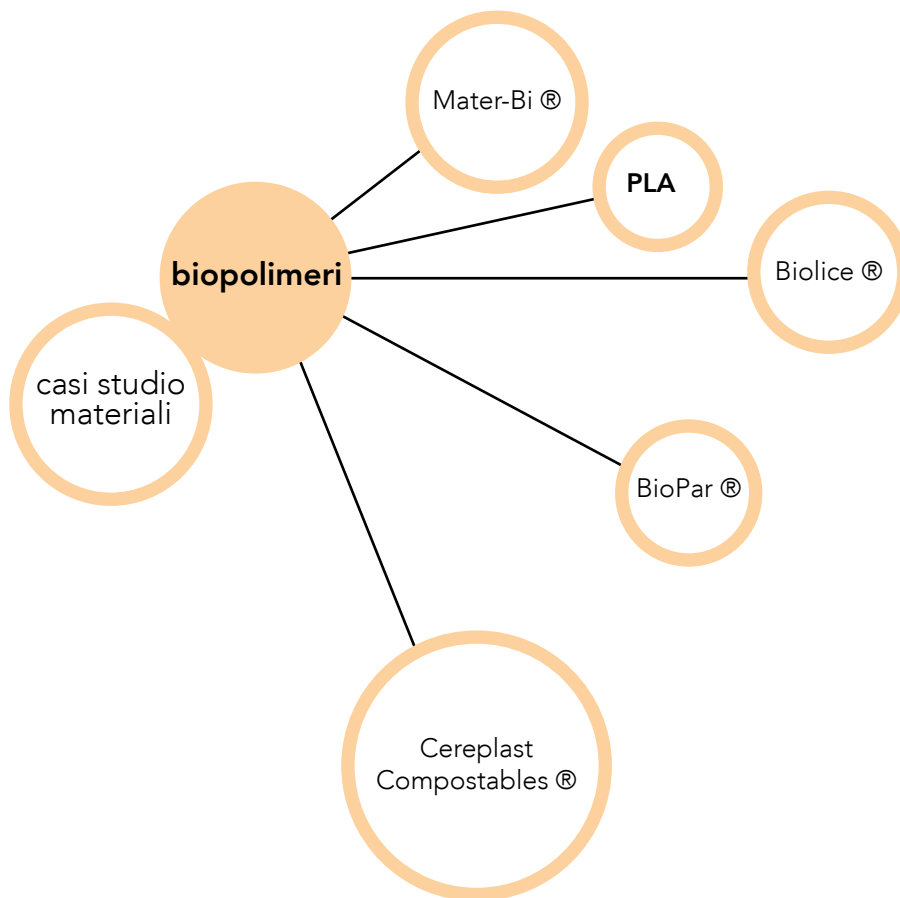 Mater-Bi ®
PLA
Biolice ®
biopolimeri
casi studio
materiali
BioPar ®
Cereplast
Compostables ®